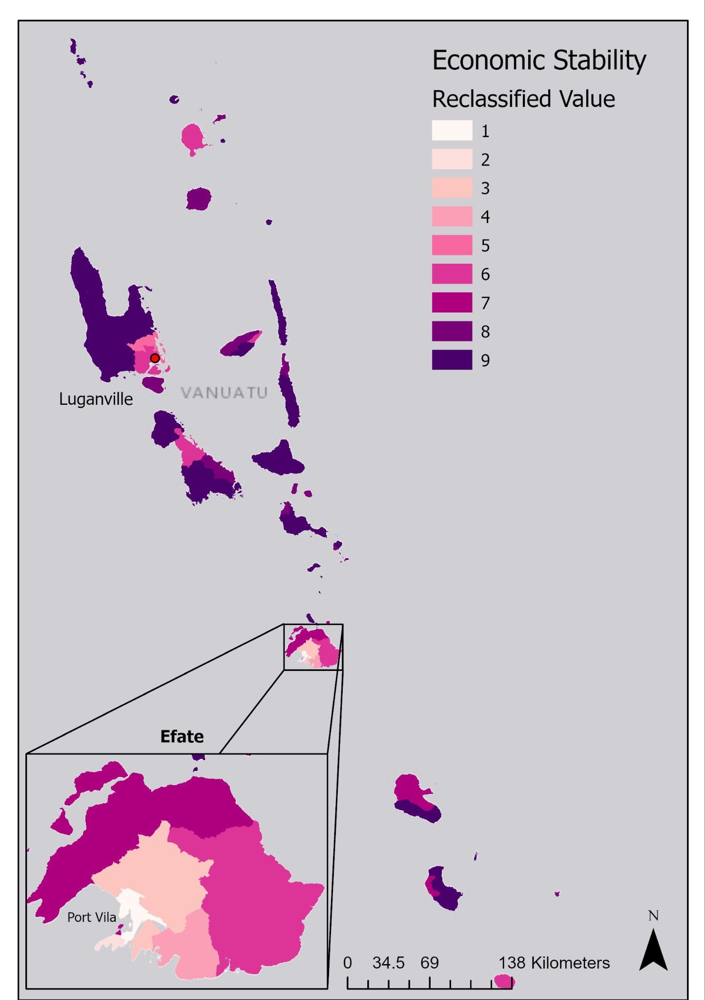 Economic Stability
Reclassified Value
1
2
3
4
5
6
7
8
9
Luganville
VANUATU
Efate
Port Vila
N
0 34.5 69 138 Kilometers